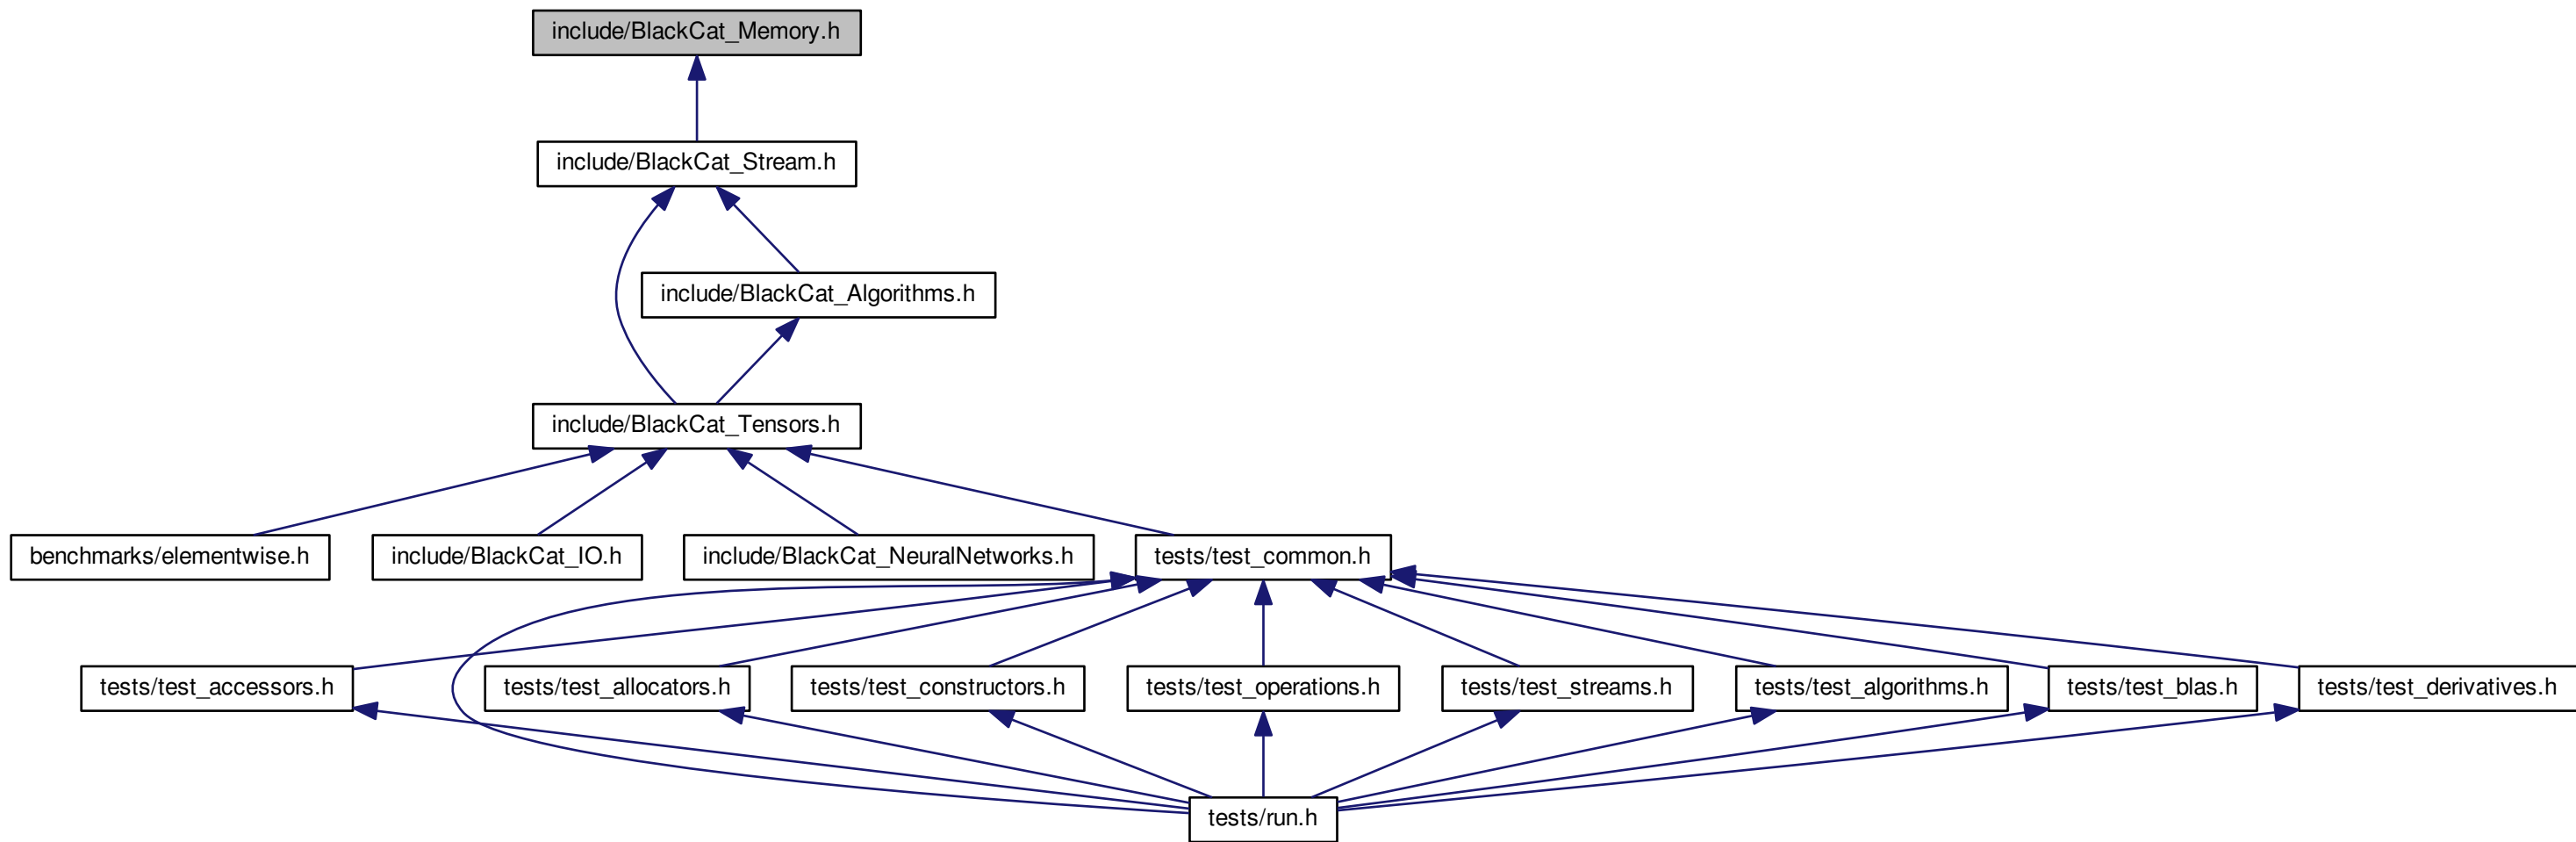 include/BlackCat_Memory.h
include/BlackCat_Stream.h
include/BlackCat_Algorithms.h
include/BlackCat_Tensors.h
benchmarks/elementwise.h
include/BlackCat_IO.h
include/BlackCat_NeuralNetworks.h
tests/test_common.h
tests/test_accessors.h
tests/test_allocators.h
tests/test_constructors.h
tests/test_operations.h
tests/test_streams.h
tests/test_algorithms.h
tests/test_blas.h
tests/test_derivatives.h
tests/run.h